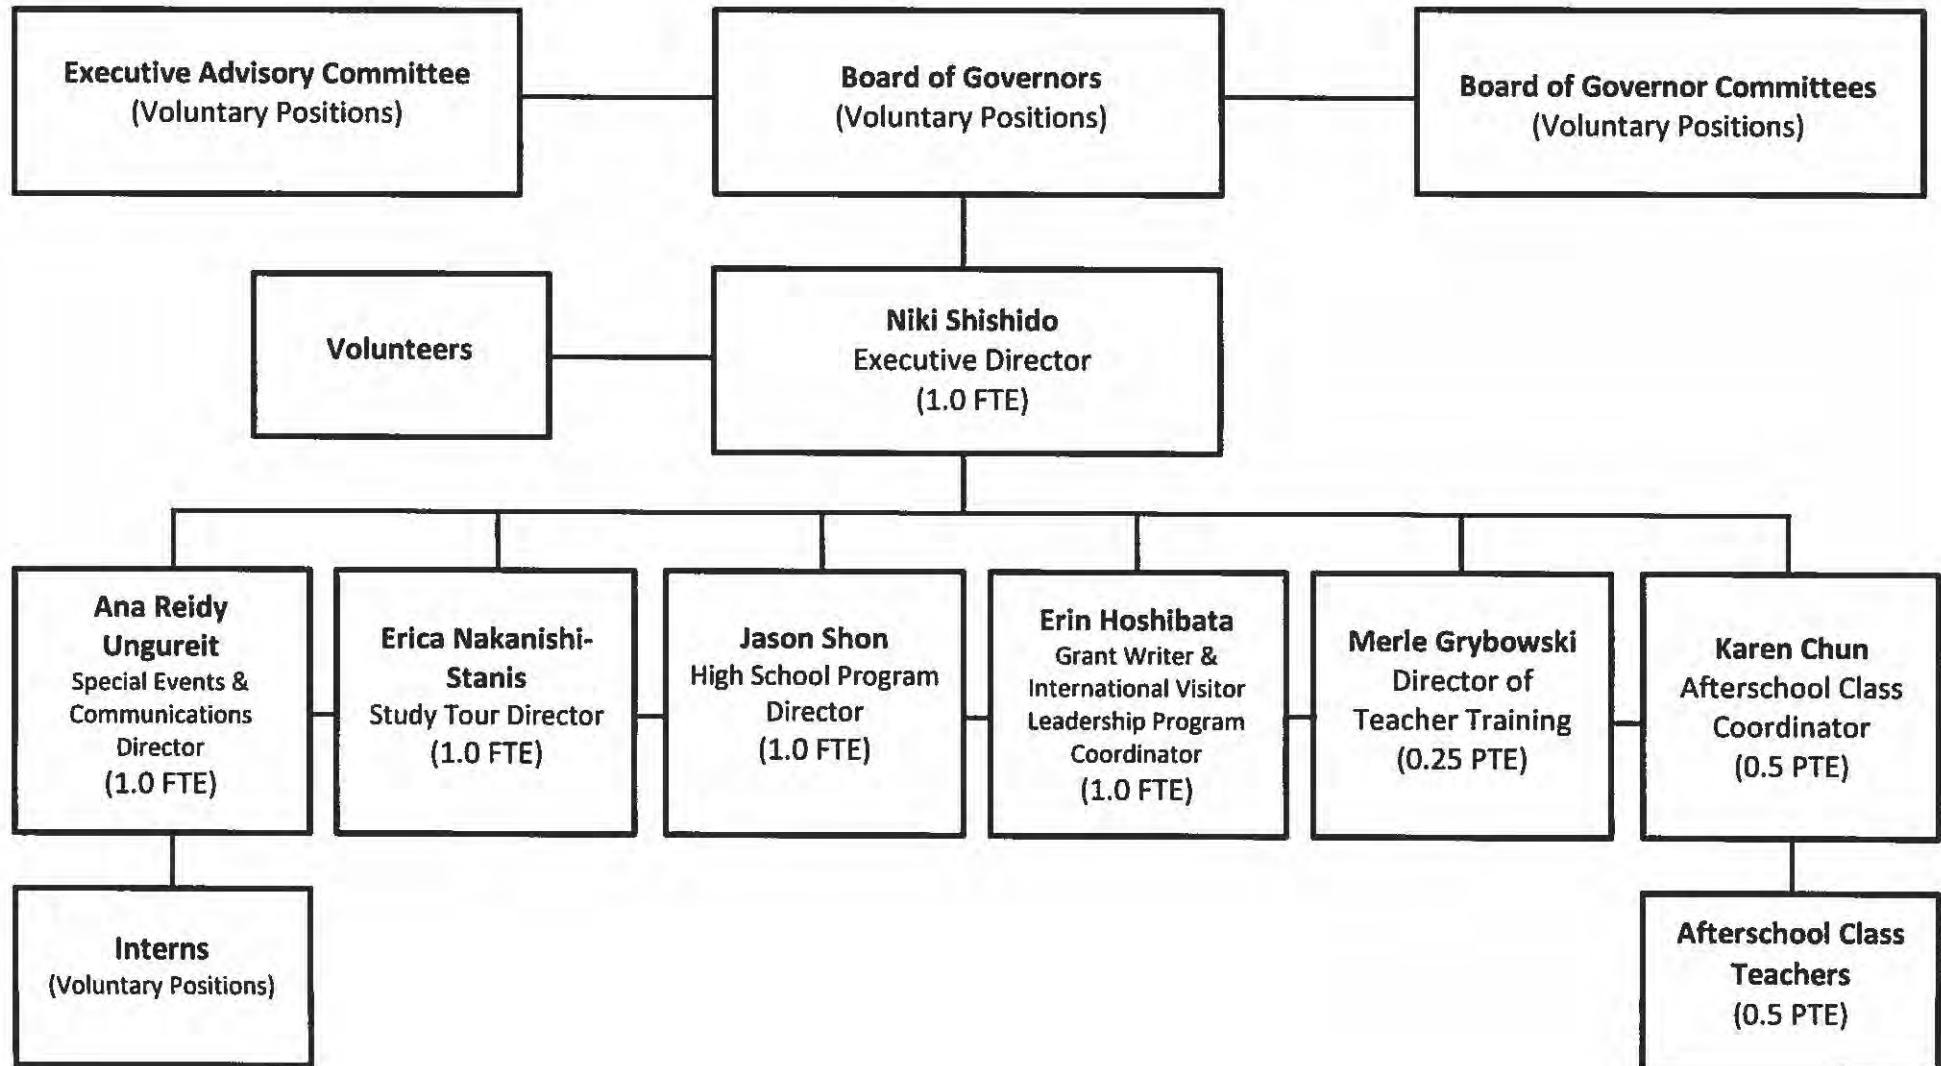 Executive Advisory Committee
(Voluntary Positions)
Board of Governors
(Voluntary Positions)
Board of Governor Committees
(Voluntary Positions)
Volunteers
Niki Shishido
Executive Director
(1.0 FTE)
Ana Reidy
Ungureit
Special Events &
Communications
Director
(1.0 FTE)
Erica Nakanishi-
Stanis
Study Tour Director
(1.0 FTE)
Jason Shon
High School Program
Director
(1.0 FTE)
Erin Hoshibata
Grant Writer &
International Visitor
Leadership Program
Coordinator
(1.0 FTE)
Merle Grybowski
Director of
Teacher Training
(0.25 PTE)
Karen Chun
Afterschool Class
Coordinator
(0.5 PTE)
Interns
(Voluntary Positions)
Afterschool Class
Teachers
(0.5 PTE)